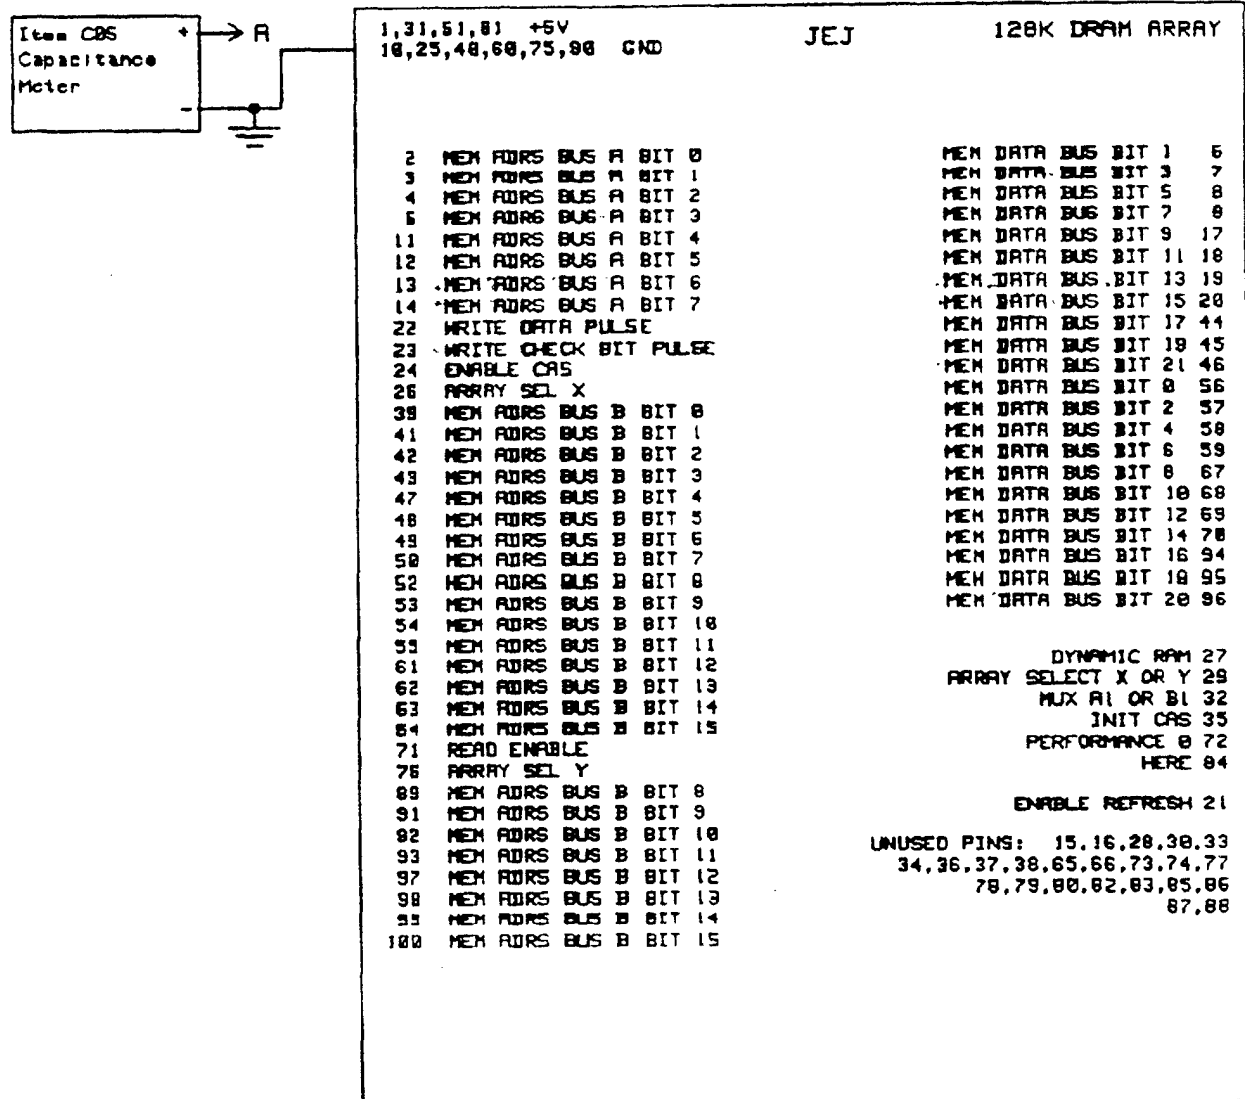 Item C05 + → A
Capacitance
Meter
-
1,31,51,81 +5V
10,25,40,60,75,90 GND
JEJ
128K DRAM ARRAY
2 MEM ADRS BUS A BIT 0
3 MEM ADRS BUS A BIT 1
4 MEM ADRS BUS A BIT 2
5 MEM ADRS BUS A BIT 3
11 MEM ADRS BUS A BIT 4
12 MEM ADRS BUS A BIT 5
13 MEM ADRS BUS A BIT 6
14 MEM ADRS BUS A BIT 7
22 WRITE DATA PULSE
23 WRITE CHECK BIT PULSE
24 ENABLE CAS
26 ARRAY SEL X
39 MEM ADRS BUS B BIT 0
41 MEM ADRS BUS B BIT 1
42 MEM ADRS BUS B BIT 2
43 MEM ADRS BUS B BIT 3
47 MEM ADRS BUS B BIT 4
48 MEM ADRS BUS B BIT 5
49 MEM ADRS BUS B BIT 6
50 MEM ADRS BUS B BIT 7
52 MEM ADRS BUS B BIT 8
53 MEM ADRS BUS B BIT 9
54 MEM ADRS BUS B BIT 10
55 MEM ADRS BUS B BIT 11
61 MEM ADRS BUS B BIT 12
62 MEM ADRS BUS B BIT 13
63 MEM ADRS BUS B BIT 14
64 MEM ADRS BUS B BIT 15
71 READ ENABLE
76 ARRAY SEL Y
89 MEM ADRS BUS B BIT 8
91 MEM ADRS BUS B BIT 9
92 MEM ADRS BUS B BIT 10
93 MEM ADRS BUS B BIT 11
97 MEM ADRS BUS B BIT 12
98 MEM ADRS BUS B BIT 13
99 MEM ADRS BUS B BIT 14
100 MEM ADRS BUS B BIT 15
MEM DATA BUS BIT 1 6
MEM DATA BUS BIT 3 7
MEM DATA BUS BIT 5 8
MEM DATA BUS BIT 7 9
MEM DATA BUS BIT 9 17
MEM DATA BUS BIT 11 18
MEM DATA BUS BIT 13 19
MEM DATA BUS BIT 15 20
MEM DATA BUS BIT 17 44
MEM DATA BUS BIT 19 45
MEM DATA BUS BIT 21 46
MEM DATA BUS BIT 0 56
MEM DATA BUS BIT 2 57
MEM DATA BUS BIT 4 58
MEM DATA BUS BIT 6 59
MEM DATA BUS BIT 8 67
MEM DATA BUS BIT 10 68
MEM DATA BUS BIT 12 69
MEM DATA BUS BIT 14 70
MEM DATA BUS BIT 16 94
MEM DATA BUS BIT 18 95
MEM DATA BUS BIT 20 96
DYNAMIC RAM 27
ARRAY SELECT X OR Y 29
MUX A1 OR B1 32
INIT CAS 35
PERFORMANCE 0 72
HERE 84
ENABLE REFRESH 21
UNUSED PINS: 15,16,28,30,33
34,36,37,38,65,66,73,74,77
78,79,80,82,83,85,86
87,88